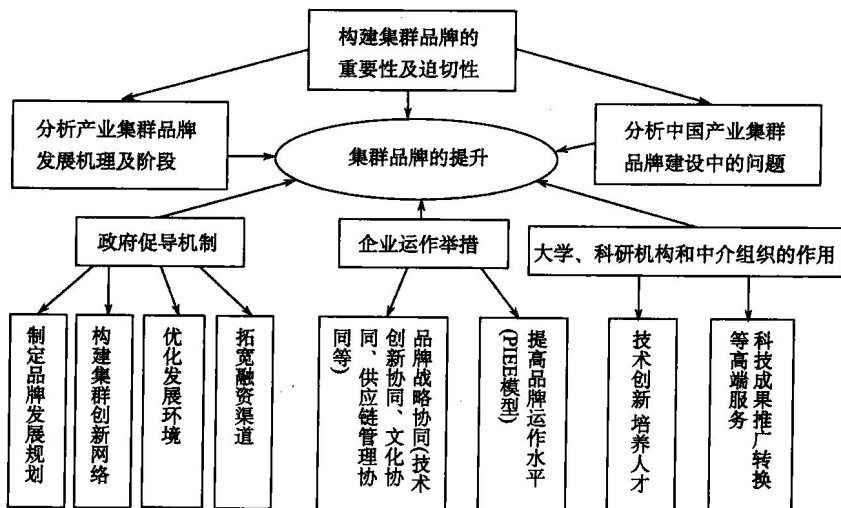 构建集群品牌的
重要性及迫切性
分析产业集群品牌
发展机理及阶段
集群品牌的提升
分析中国产业集群
品牌建设中的问题
政府促导机制
企业运作举措
大学、科研机构和中介组织的作用
制定品牌发展规划
构建集群创新网络
优化发展环境
拓宽融资渠道
品牌战略协同(技术
创新协同、文化协
同、供应链管理协
同等)
提高品牌运作水平
(PIEE模型)
技术创新 培养人才
科技成果推广转换
等高端服务